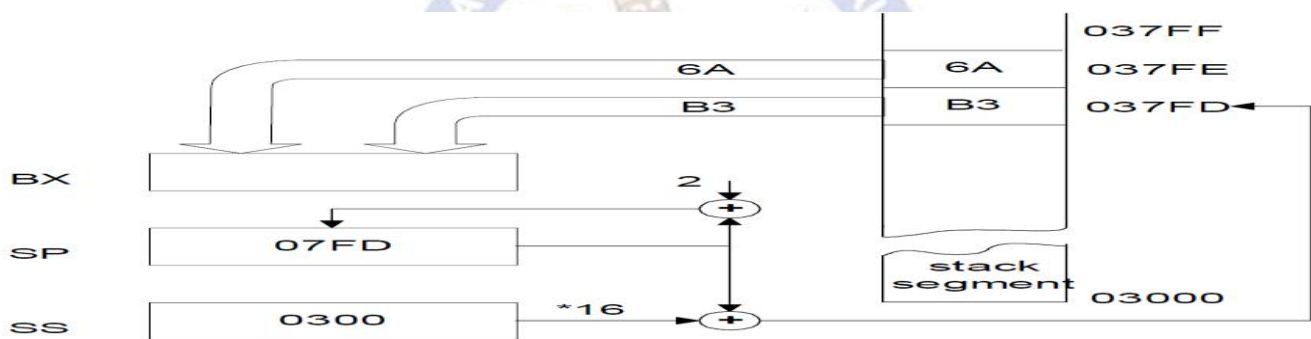 037FF
6A 6A 037FE
B3 B3 037FD
BX
2
+
SP 07FD
stack
segment
03000
SS 0300 *16 +